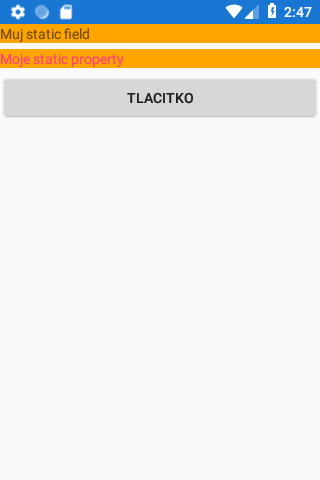 2:47
Muj static field
Moje static property
TLACITKO